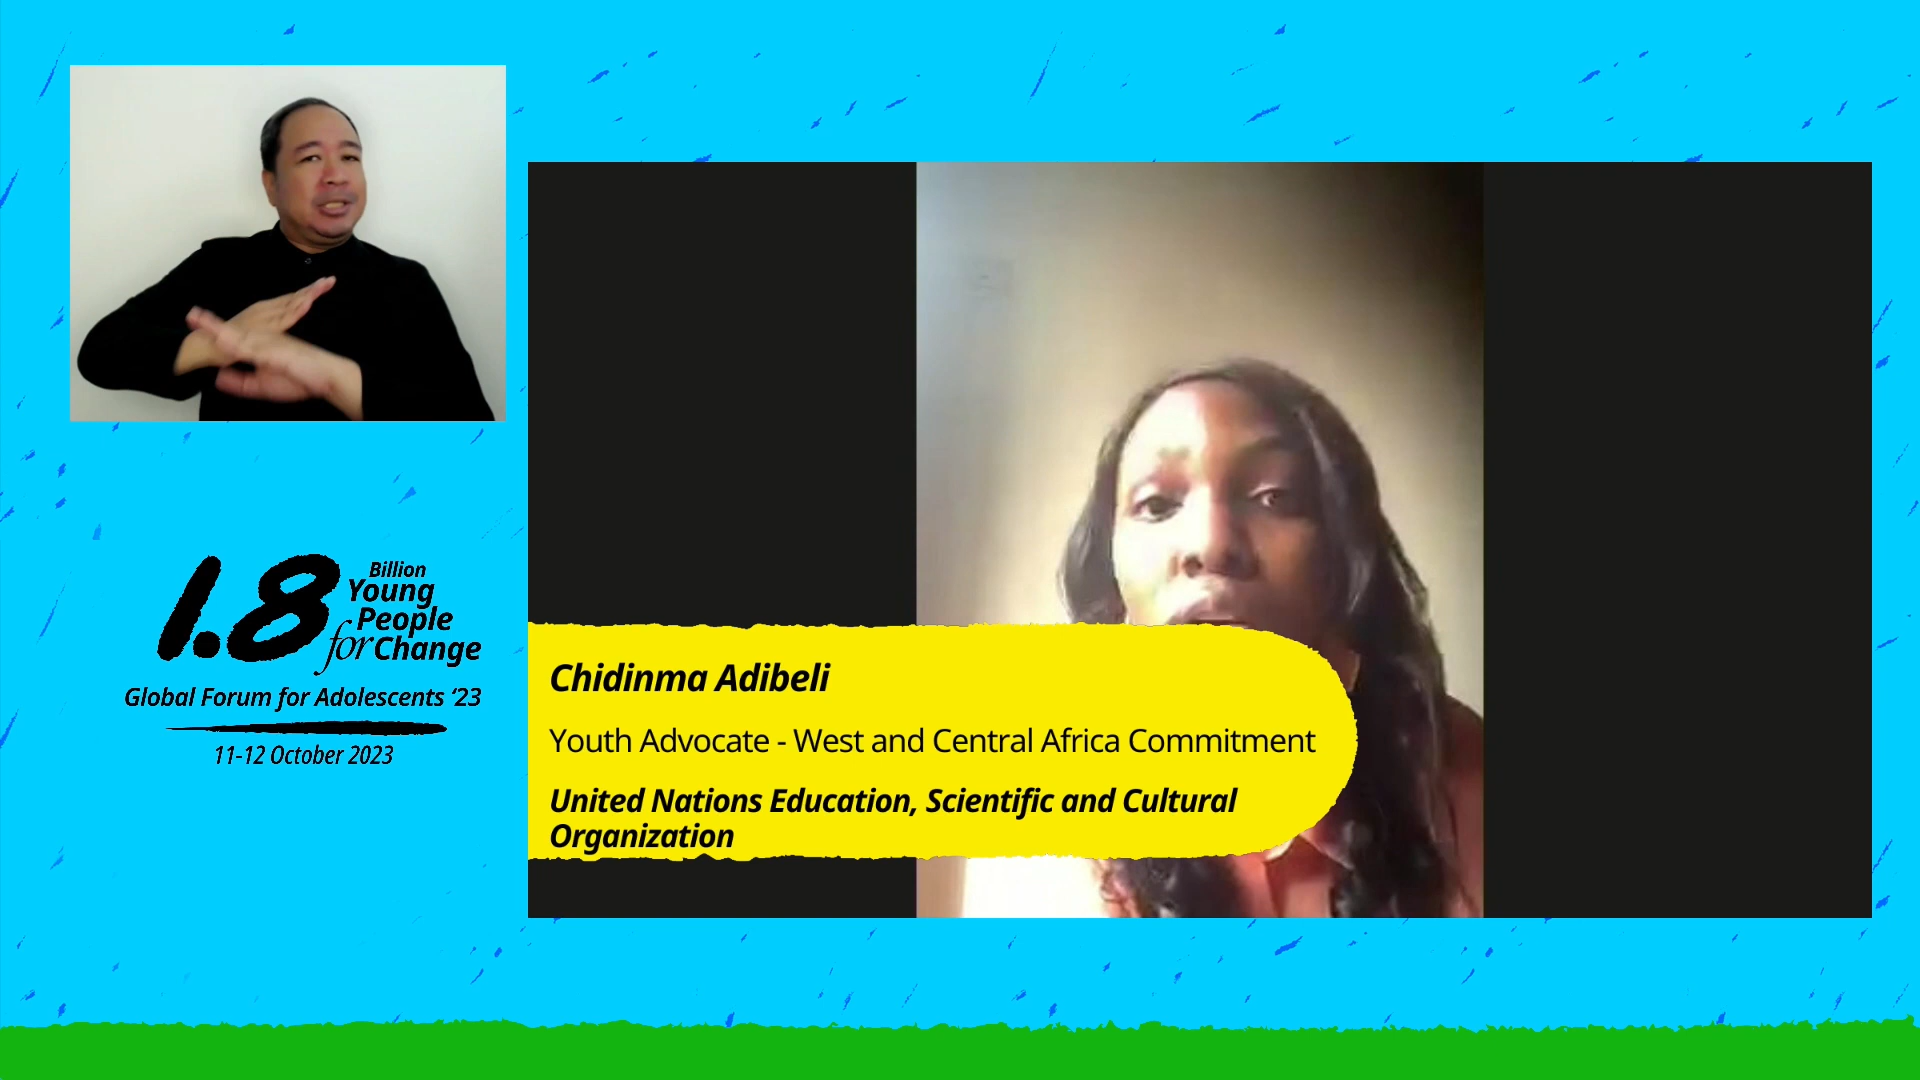 1.8
Billion
Young
People
for Change
Global Forum for Adolescents ‘23
11-12 October 2023
Chidinma Adibeli
Youth Advocate - West and Central Africa Commitment
United Nations Education, Scientific and Cultural
Organization